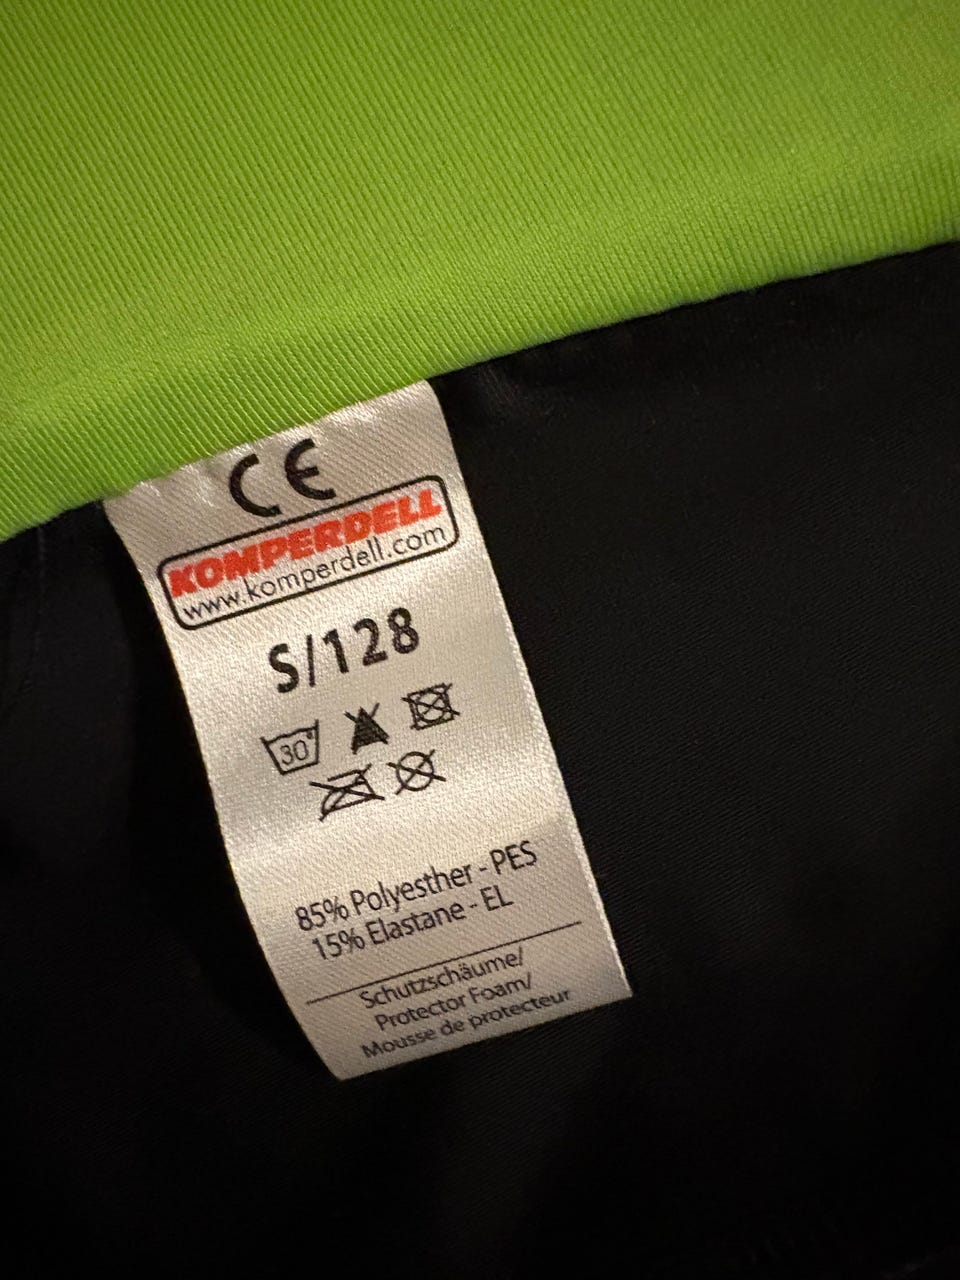 CE
KOMPERDELL
www.komperdell.com
S/128
30°
85% Polyesther - PES
15% Elastane - EL
Schutzschäume/
Protector Foam/
Mousse de protecteur